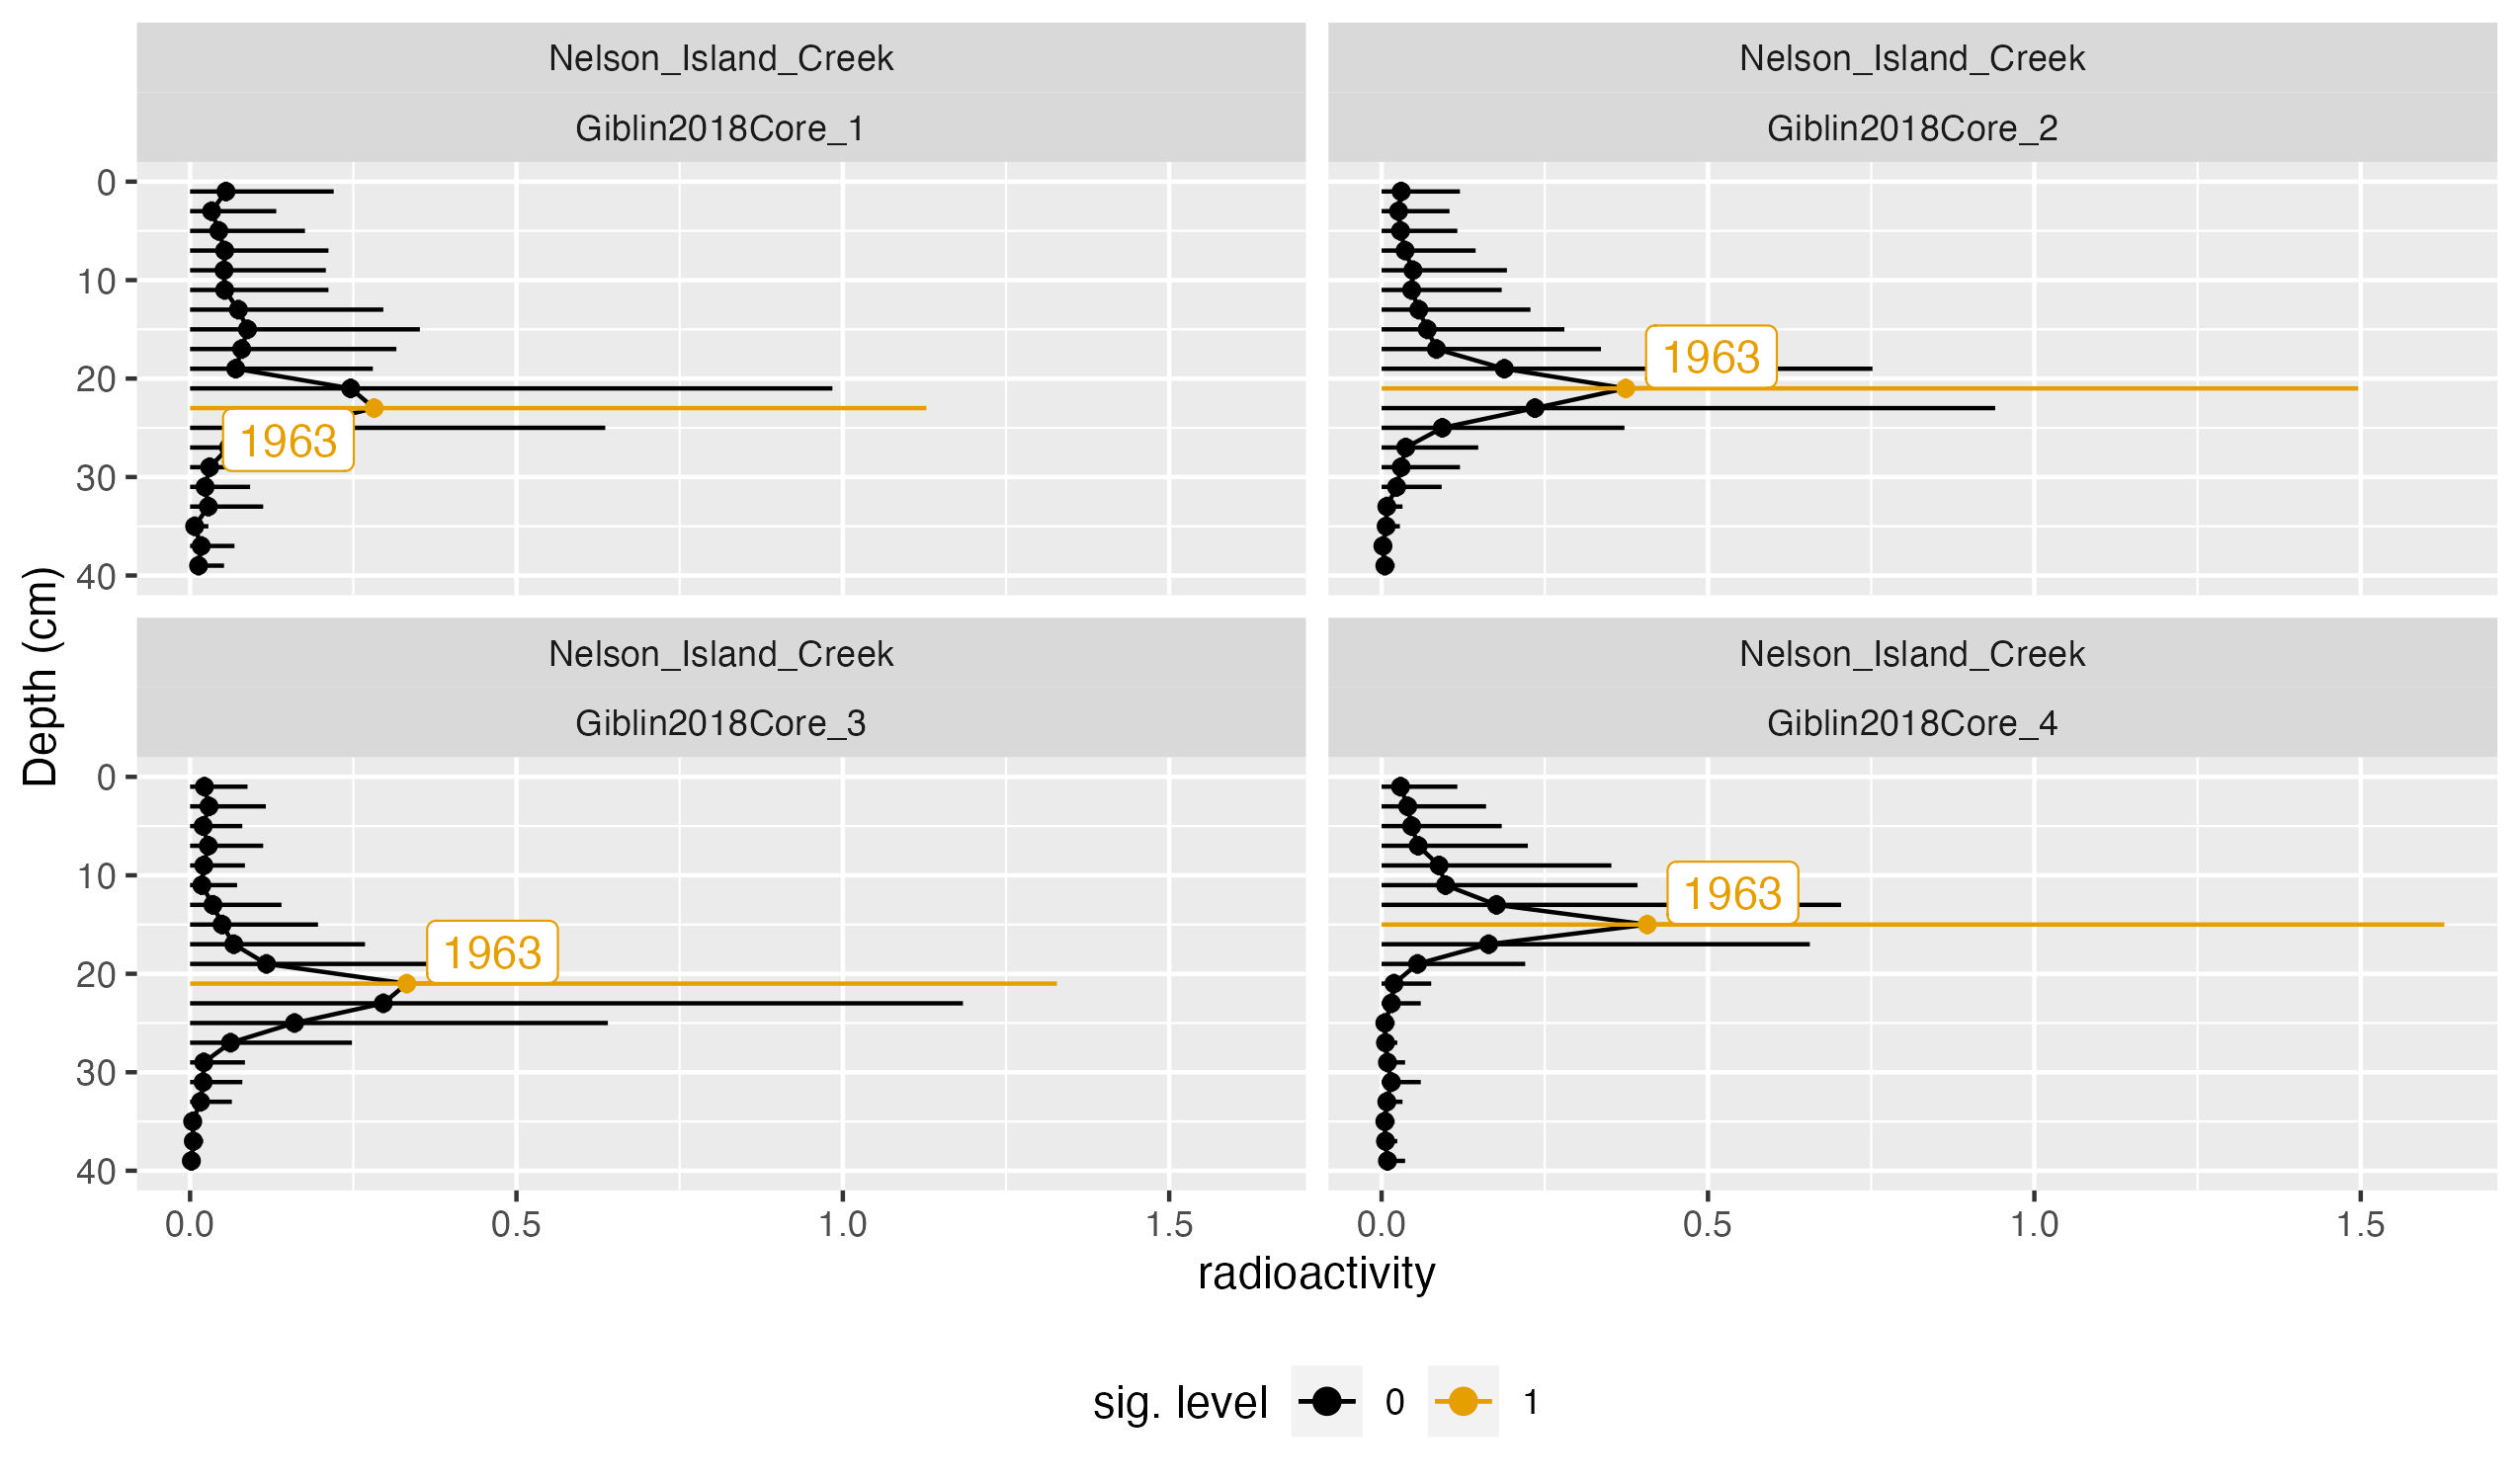 Nelson_Island_Creek
Giblin2018Core_1
Nelson_Island_Creek
Giblin2018Core_2
0
10
20
30
40
1963
1963
Nelson_Island_Creek
Giblin2018Core_3
Nelson_Island_Creek
Giblin2018Core_4
0
10
20
30
40
1963
1963
Depth (cm)
0.0 0.5 1.0 1.5
0.0 0.5 1.0 1.5
radioactivity
sig. level 0 1